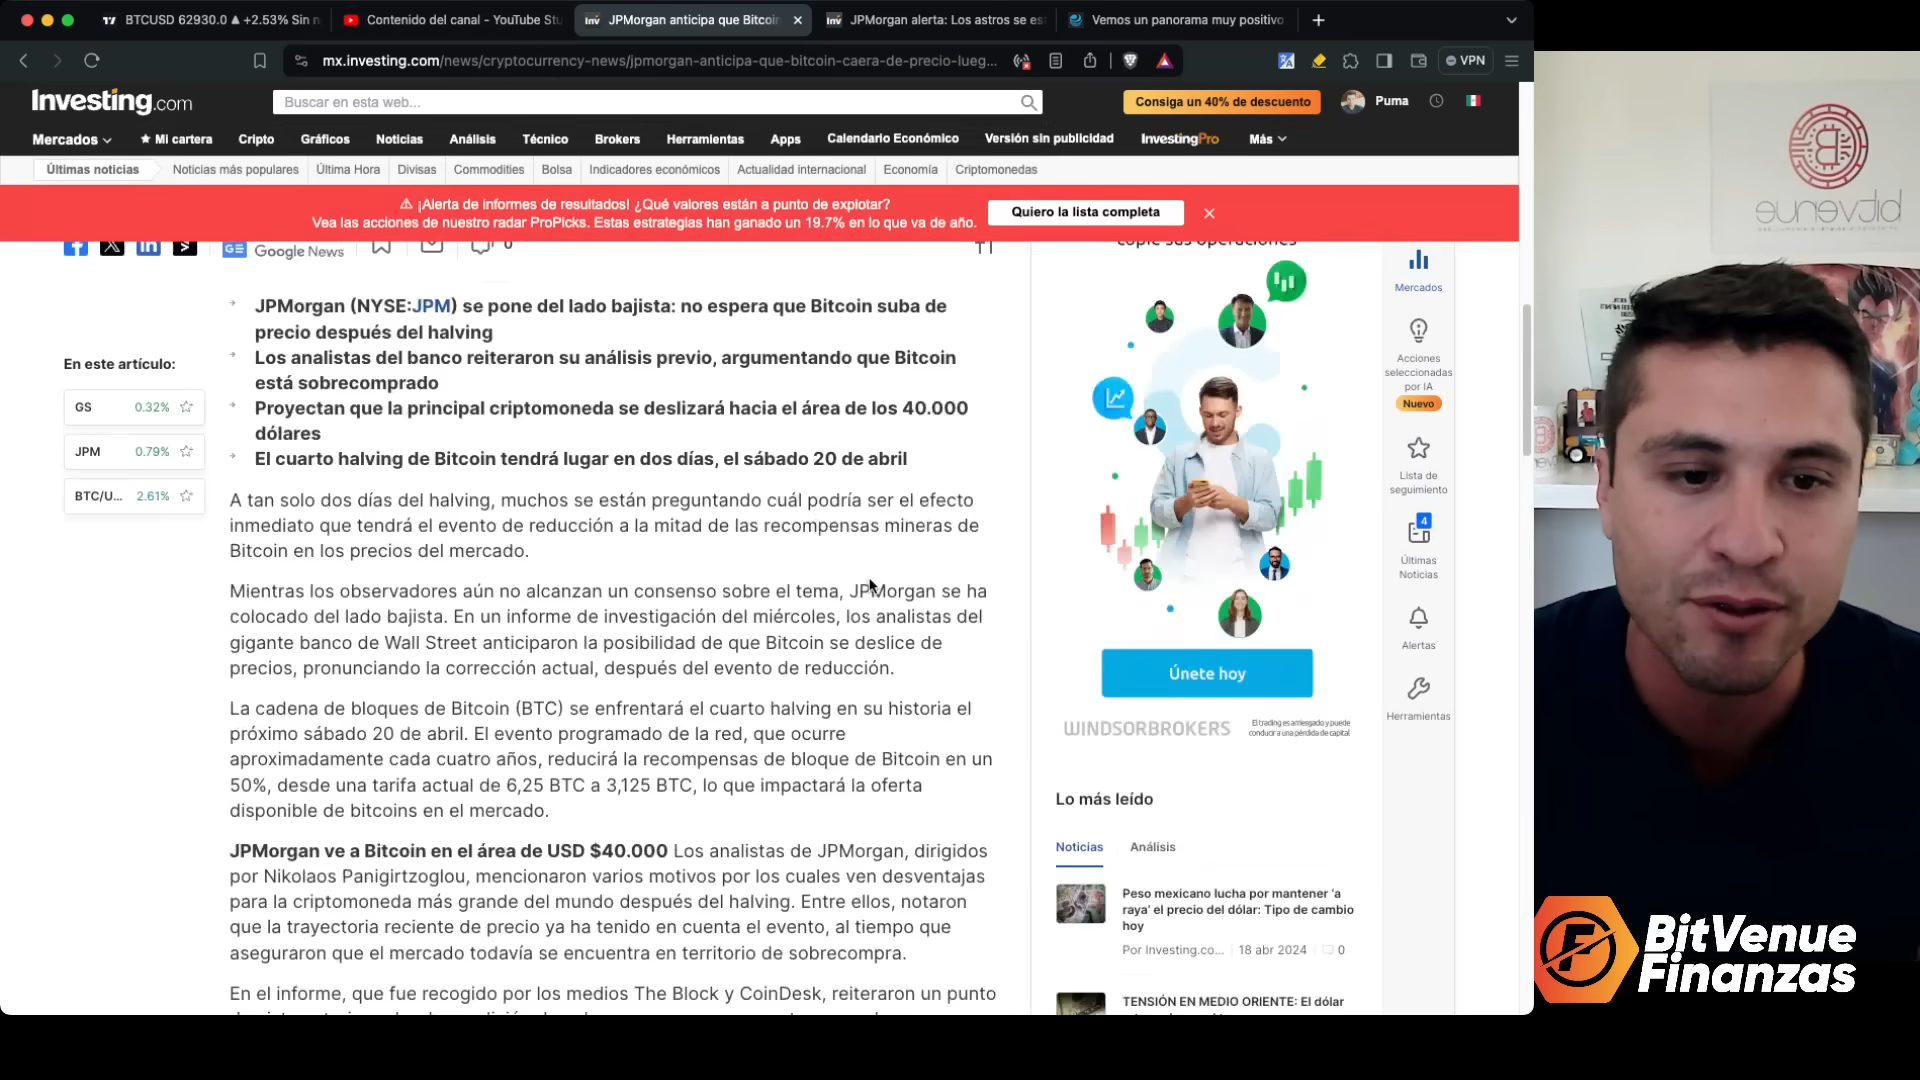 BTCUSD 62930.0 ▲ +2.53% Sin n
Contenido del canal - YouTube Stu
JPMorgan anticipa que Bitcoin
JPMorgan alerta: Los astros se es
Vemos un panorama muy positivo
mx.investing.com/news/cryptocurrency-news/jpmorgan-anticipa-que-bitcoin-caera-de-precio-lueg...
VPN
Investing.com
Buscar en esta web...
Consiga un 40% de descuento
Puma
Mercados
★ Mi cartera
Cripto
Gráficos
Noticias
Análisis
Técnico
Brokers
Herramientas
Apps
Calendario Económico
Versión sin publicidad
InvestingPro
Más
Últimas noticias
Noticias más populares
Última Hora
Divisas
Commodities
Bolsa
Indicadores económicos
Actualidad internacional
Economía
Criptomonedas
⚠ ¡Alerta de informes de resultados! ¿Qué valores están a punto de explotar?
Vea las acciones de nuestro radar ProPicks. Estas estrategias han ganado un 19.7% en lo que va de año.
Quiero la lista completa
Google News
0
copie sus operaciones
JPMorgan (NYSE:JPM) se pone del lado bajista: no espera que Bitcoin suba de
precio después del halving
Los analistas del banco reiteraron su análisis previo, argumentando que Bitcoin
está sobrecomprado
Proyectan que la principal criptomoneda se deslizará hacia el área de los 40.000
dólares
El cuarto halving de Bitcoin tendrá lugar en dos días, el sábado 20 de abril
En este artículo:
GS 0.32%
JPM 0.79%
BTC/U... 2.61%
A tan solo dos días del halving, muchos se están preguntando cuál podría ser el efecto
inmediato que tendrá el evento de reducción a la mitad de las recompensas mineras de
Bitcoin en los precios del mercado.
Mientras los observadores aún no alcanzan un consenso sobre el tema, JPMorgan se ha
colocado del lado bajista. En un informe de investigación del miércoles, los analistas del
gigante banco de Wall Street anticiparon la posibilidad de que Bitcoin se deslice de
precios, pronunciando la corrección actual, después del evento de reducción.
La cadena de bloques de Bitcoin (BTC) se enfrentará el cuarto halving en su historia el
próximo sábado 20 de abril. El evento programado de la red, que ocurre
aproximadamente cada cuatro años, reducirá la recompensas de bloque de Bitcoin en un
50%, desde una tarifa actual de 6,25 BTC a 3,125 BTC, lo que impactará la oferta
disponible de bitcoins en el mercado.
JPMorgan ve a Bitcoin en el área de USD $40.000 Los analistas de JPMorgan, dirigidos
por Nikolaos Panigirtzoglou, mencionaron varios motivos por los cuales ven desventajas
para la criptomoneda más grande del mundo después del halving. Entre ellos, notaron
que la trayectoria reciente de precio ya ha tenido en cuenta el evento, al tiempo que
aseguraron que el mercado todavía se encuentra en territorio de sobrecompra.
En el informe, que fue recogido por los medios The Block y CoinDesk, reiteraron un punto
Únete hoy
WINDSORBROKERS
El trading es arriesgado y puede
conducir a una pérdida de capital
Lo más leído
Noticias
Análisis
Peso mexicano lucha por mantener ‘a
raya’ el precio del dólar: Tipo de cambio
hoy
Por Investing.co...
18 abr 2024
0
TENSIÓN EN MEDIO ORIENTE: El dólar
Mercados
Acciones
seleccionadas
por IA
Nuevo
Lista de
seguimiento
4
Últimas
Noticias
Alertas
Herramientas
bitvenue
BitVenue
Finanzas